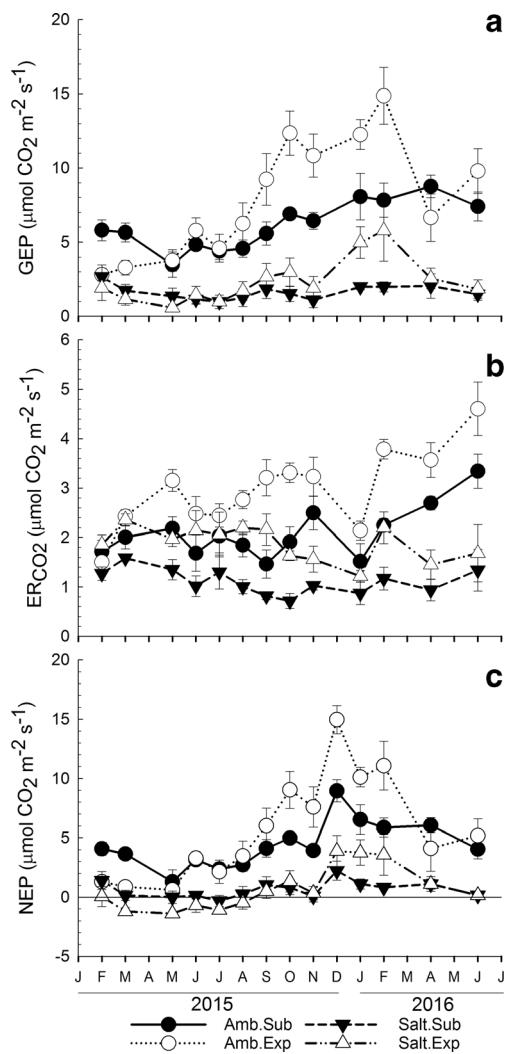 a
20
15
10
5
0
GEP (μmol CO₂ m⁻² s⁻¹)
b
6
5
4
3
2
1
0
ER_CO2 (μmol CO₂ m⁻² s⁻¹)
c
20
15
10
5
0
-5
NEP (μmol CO₂ m⁻² s⁻¹)
J F M A M J J A S O N D J F M A M J J
2015 2016
Amb.Sub Salt.Sub
Amb.Exp Salt.Exp